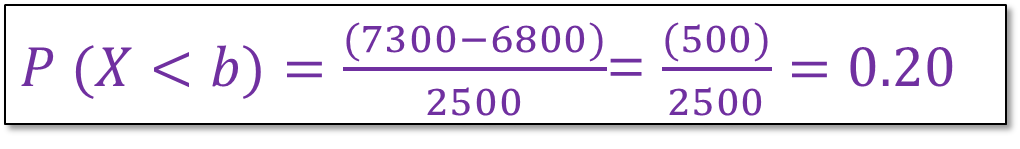 P (X < b) = (7300−6800)/2500 = (500)/2500 = 0.20